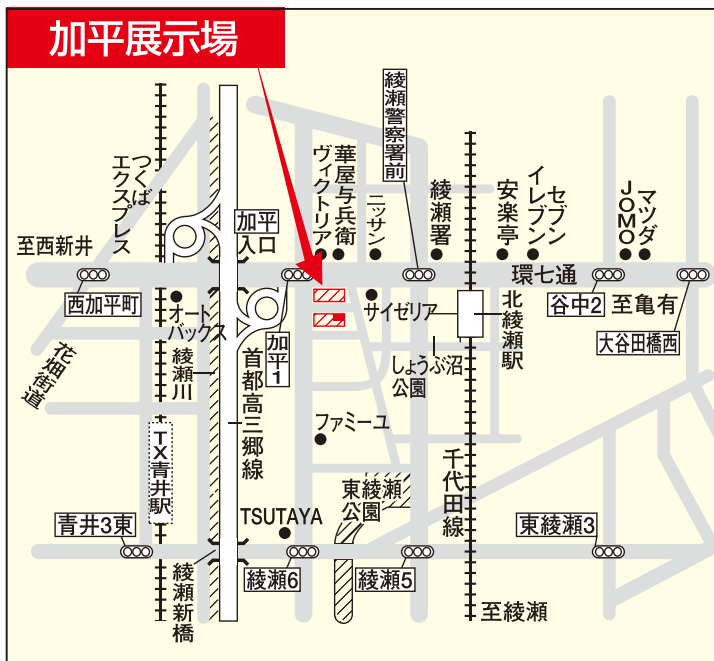 加平展示場
綾瀬警察署前
つくば
エクスプレス
加平
入口
ヴィクトリア
華屋与兵衛
ニッサン
綾瀬署
安楽亭
セブン
イレブン
JOMO
マツダ
至西新井
環七通
西加平町
オート
バックス
サイゼリア
北綾瀬駅
谷中2
至亀有
大谷田橋西
花畑街道
綾瀬川
首都高三郷線
加平1
しょうぶ沼
公園
ファミーユ
千代田線
TX青井駅
東綾瀬
公園
青井3東
TSUTAYA
東綾瀬3
綾瀬新橋
綾瀬6
綾瀬5
至綾瀬